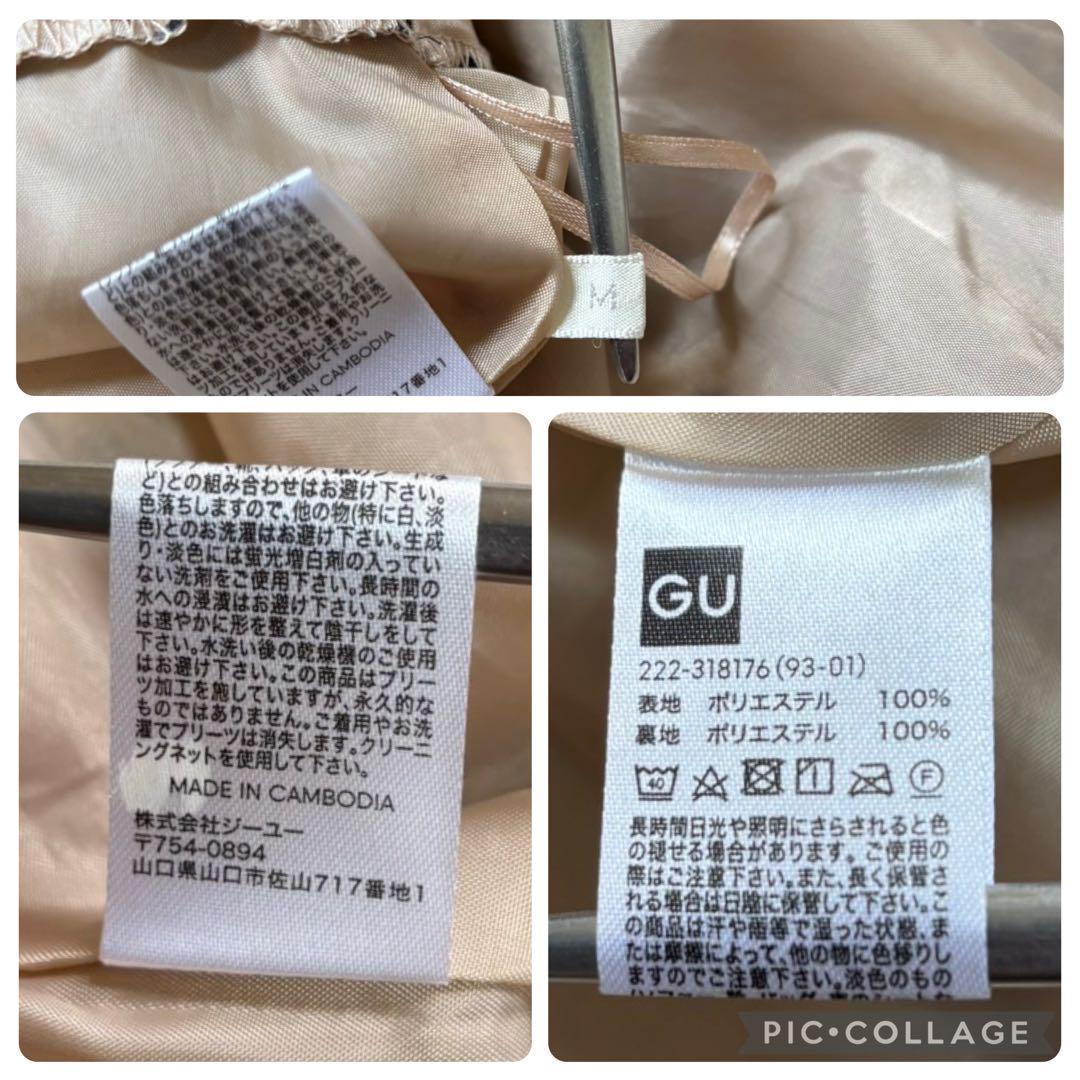 M
IN CAMBODIA
17番地1
ど)との組み合わせはお避け下さい。
色落ちしますので、他の物(特に白、淡
色)とのお洗濯はお避け下さい。生成
り・淡色には蛍光増白剤の入ってい
ない洗剤をご使用下さい。長時間の
水への浸漬はお避け下さい。洗濯後
は速やかに形を整えて陰干しをして
下さい。水洗い後の乾燥機のご使用
はお避け下さい。この商品はプリー
ツ加工を施していますが、永久的な
ものではありません。ご着用やお洗
濯でプリーツは消失します。クリーニ
ングネットを使用して下さい。
MADE IN CAMBODIA
株式会社ジーユー
〒754-0894
山口県山口市佐山717番地1
GU
222-318176(93-01)
表地 ポリエステル 100%
裏地 ポリエステル 100%
40 F
長時間日光や照明にさらされると色
の褪せる場合があります。ご使用の
際はご注意下さい。また、長く保管さ
れる場合は日陰に保管して下さい。こ
の商品は汗や雨等で湿った状態、ま
たは摩擦によって、他の物に色移りし
ますのでご注意下さい。淡色のもの
PIC•COLLAGE